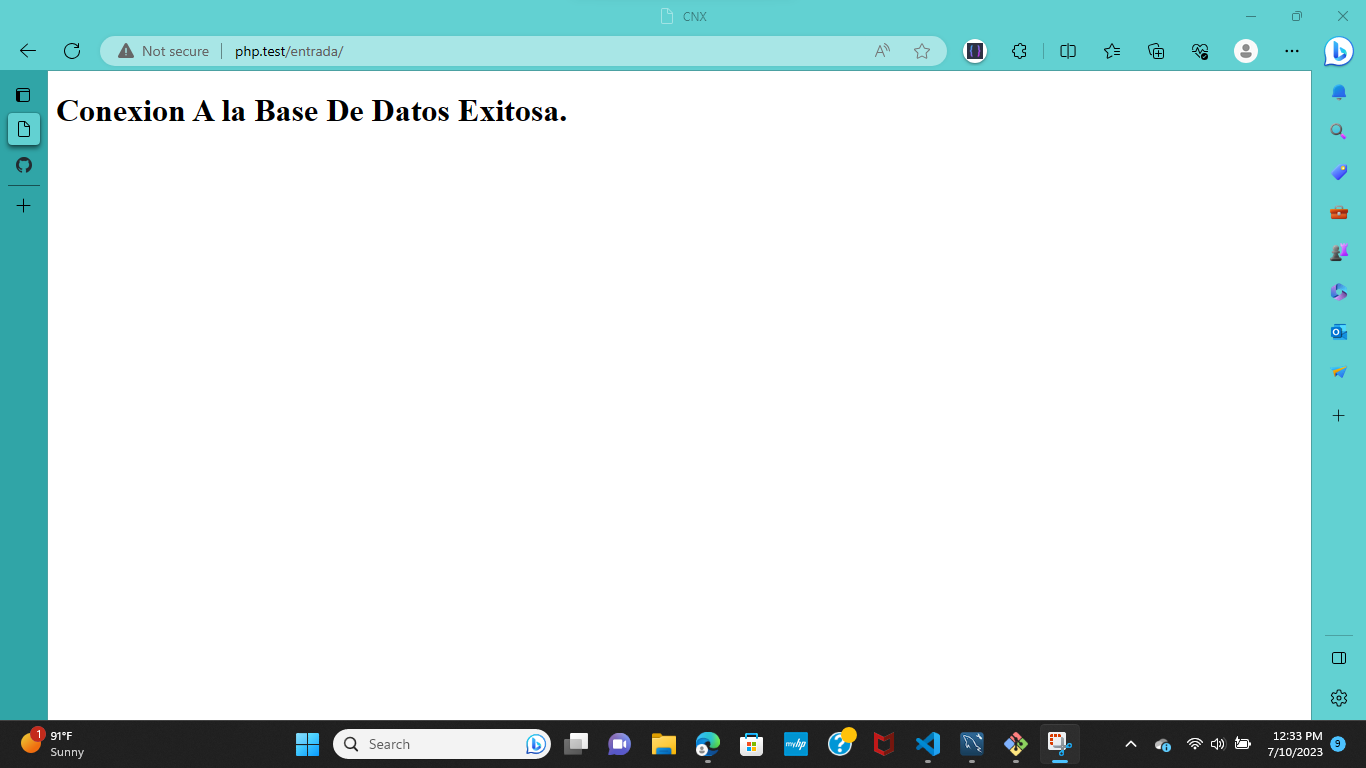 CNX
Not secure
php.test/entrada/
Conexion A la Base De Datos Exitosa.
1
91°F
Sunny
Search
myhp
12:33 PM
7/10/2023
9